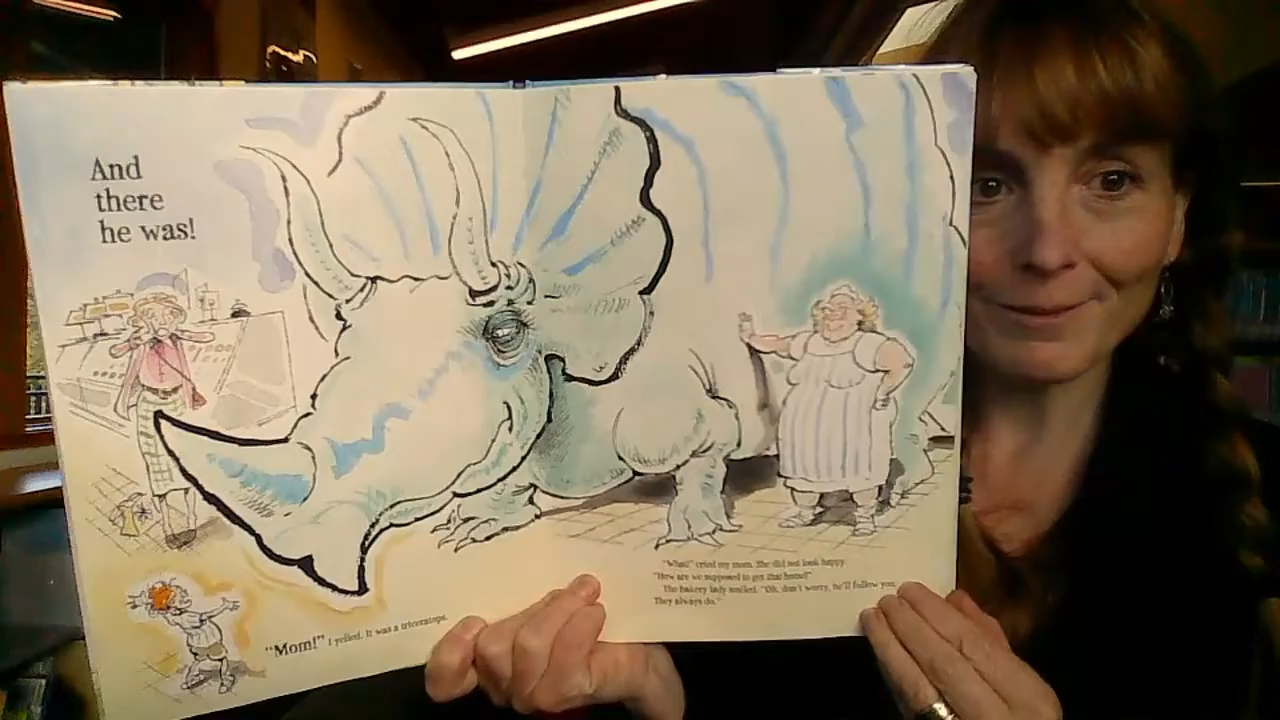 And
there
he was!
"Mom!" I yelled. It was a triceratops.
"What?" cried my mom. She did not look happy.
"How are we supposed to get that home?"
The bakery lady smiled. "Oh, don't worry, he'll follow you.
They always do."